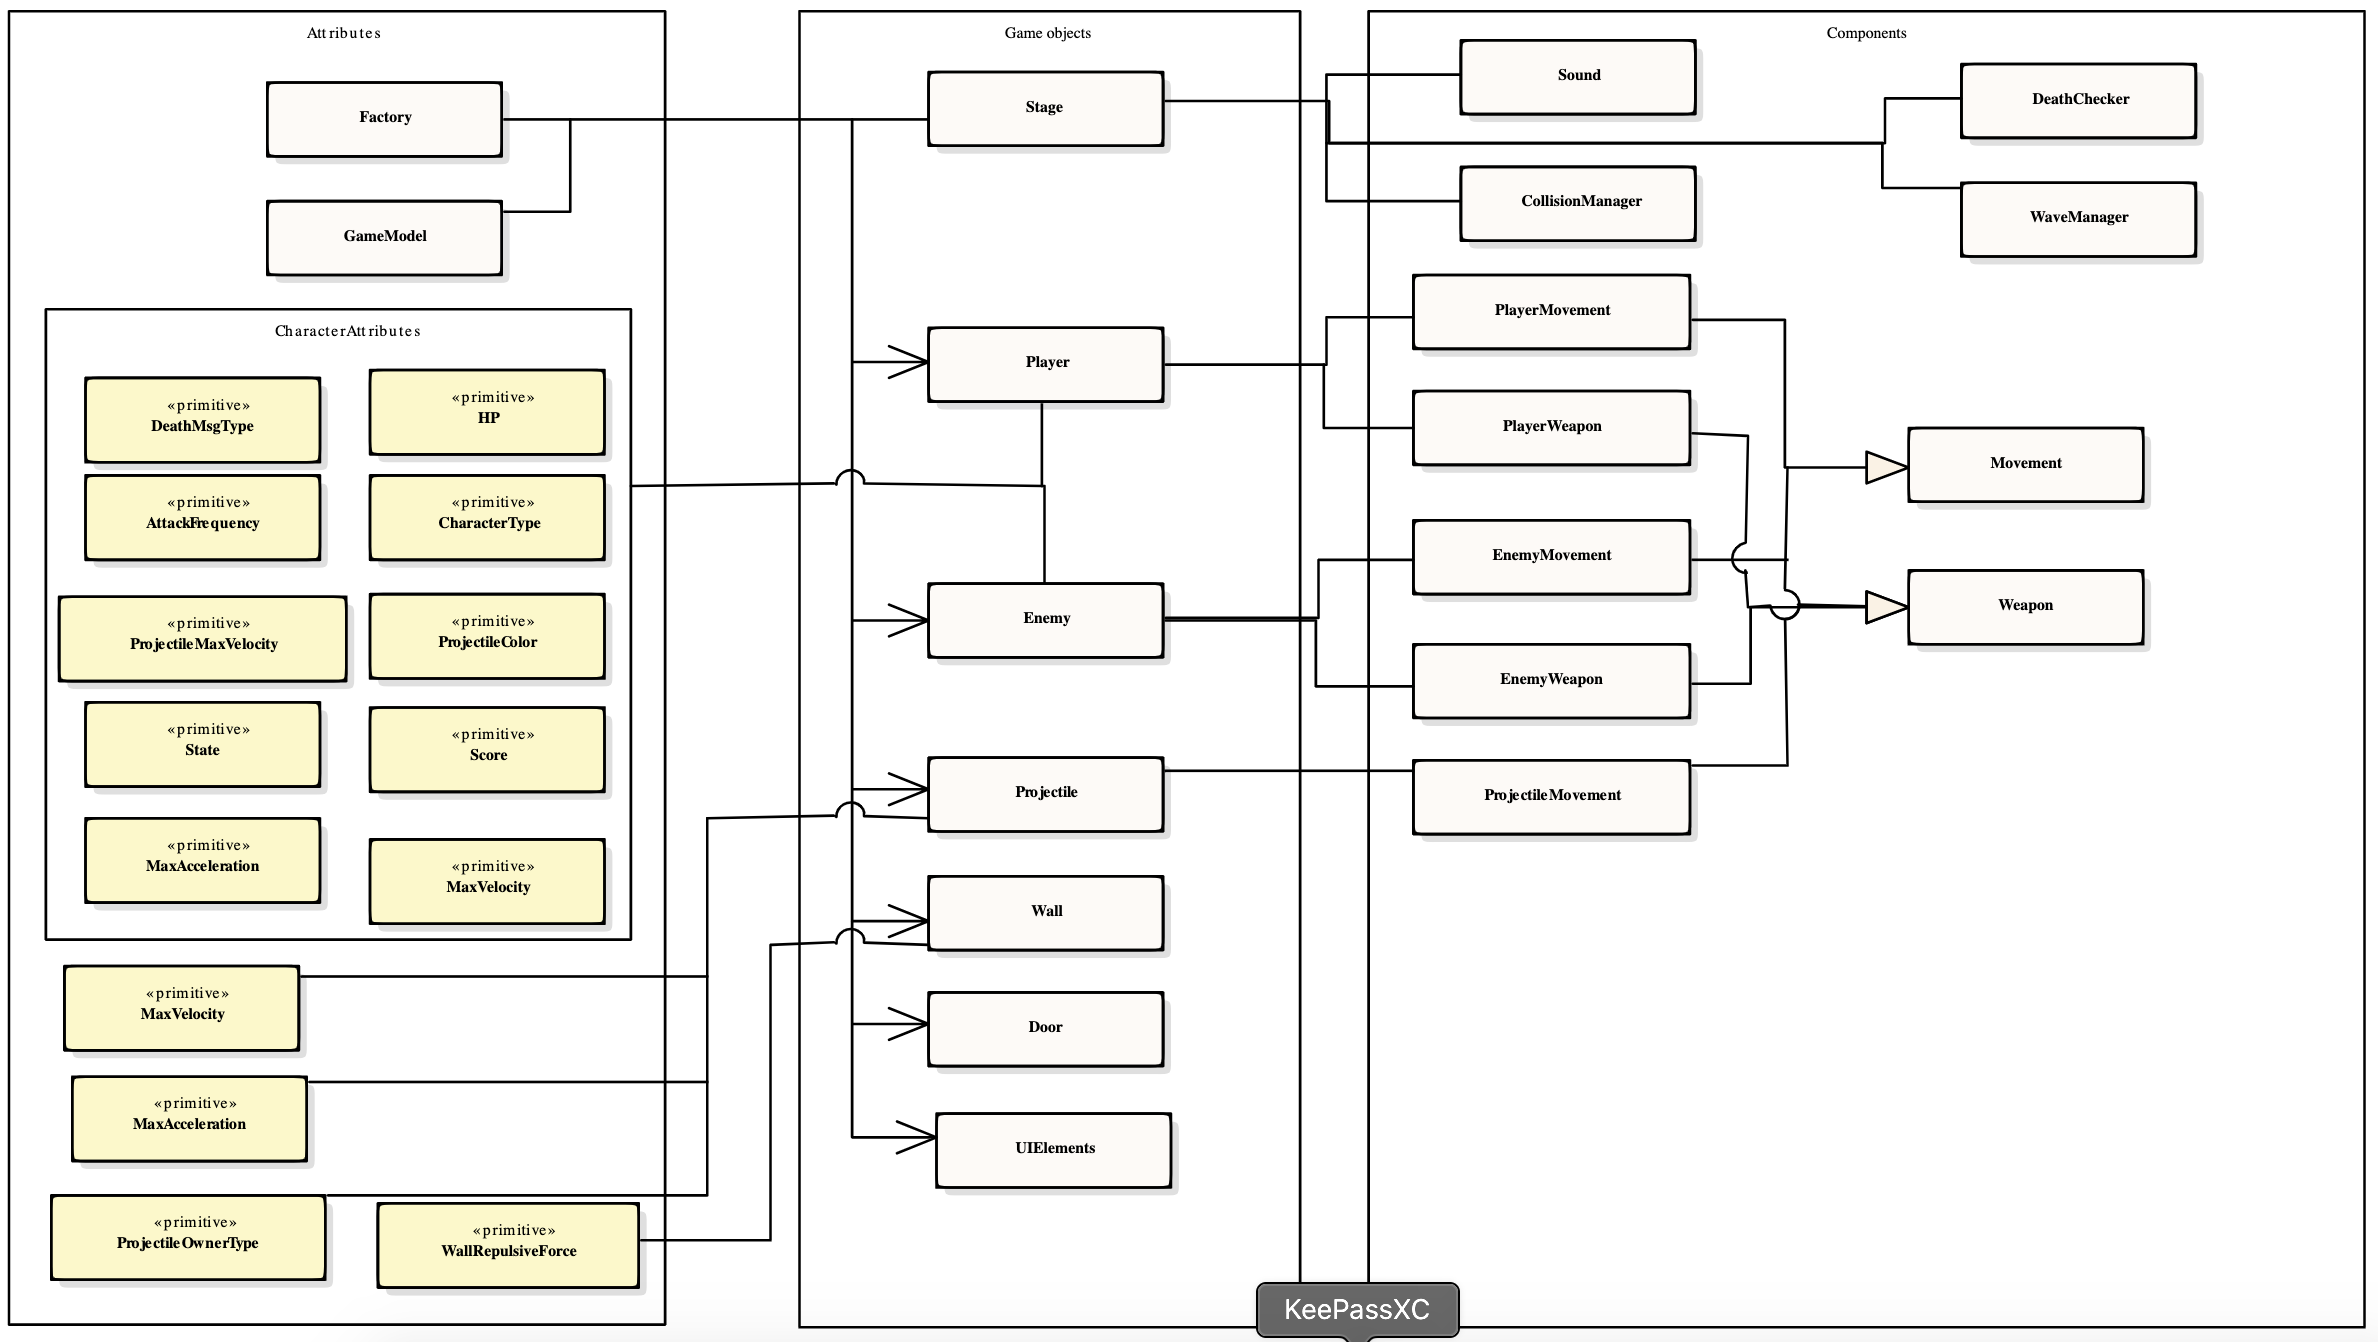 Attributes
Factory
GameModel
CharacterAttributes
«primitive»
DeathMsgType
«primitive»
HP
«primitive»
AttackFrequency
«primitive»
CharacterType
«primitive»
ProjectileMaxVelocity
«primitive»
ProjectileColor
«primitive»
State
«primitive»
Score
«primitive»
MaxAcceleration
«primitive»
MaxVelocity
«primitive»
MaxVelocity
«primitive»
MaxAcceleration
«primitive»
ProjectileOwnerType
«primitive»
WallRepulsiveForce
Game objects
Stage
Player
Enemy
Projectile
Wall
Door
UIElements
Components
Sound
DeathChecker
CollisionManager
WaveManager
PlayerMovement
PlayerWeapon
Movement
EnemyMovement
Weapon
EnemyWeapon
ProjectileMovement
KeePassXC